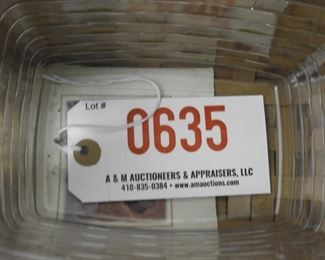 Lot #
0635
A & M AUCTIONEERS & APPRAISERS, LLC
410-835-0384 • www.amauctions.com